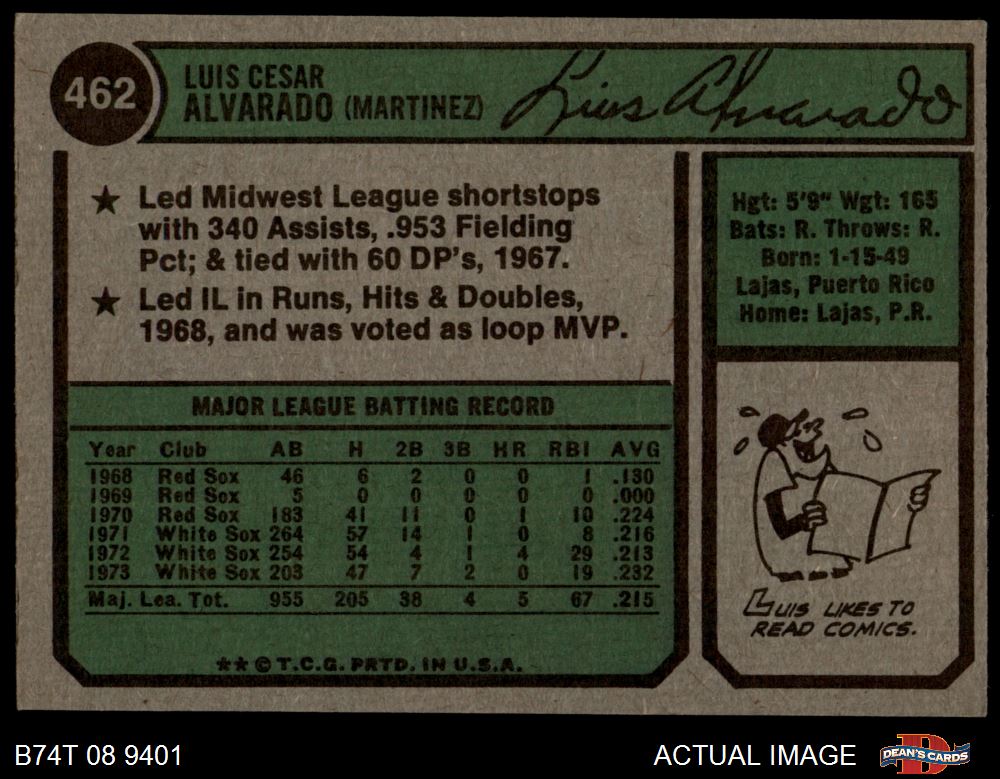 462
LUIS CESAR
ALVARADO (MARTINEZ)
Luis Alvarado
★ Led Midwest League shortstops
with 340 Assists, .953 Fielding
Pct; & tied with 60 DP's, 1967.
★ Led IL in Runs, Hits & Doubles,
1968, and was voted as loop MVP.
Hgt: 5'9" Wgt: 165
Bats: R. Throws: R.
Born: 1-15-49
Lajas, Puerto Rico
Home: Lajas, P.R.
MAJOR LEAGUE BATTING RECORD
Year Club AB H 2B 3B HR RBI AVG
1968 Red Sox 46 6 2 0 0 1 .130
1969 Red Sox 5 0 0 0 0 0 .000
1970 Red Sox 183 41 11 0 1 10 .224
1971 White Sox 264 57 14 1 0 8 .216
1972 White Sox 254 54 4 1 4 29 .213
1973 White Sox 203 47 7 2 0 19 .232
Maj. Lea. Tot. 955 205 38 4 5 67 .215
★★ © T.C.G. PRTD. IN U.S.A.
LUIS LIKES TO
READ COMICS.
B74T 08 9401
ACTUAL IMAGE
DEAN'S CARDS